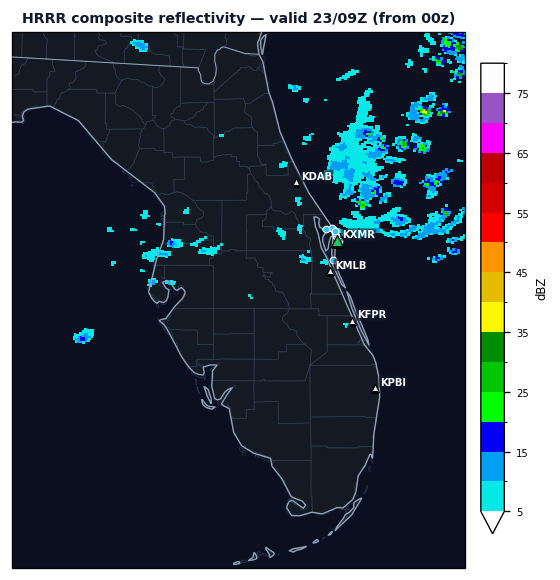 HRRR composite reflectivity — valid 23/09Z (from 00z)
KDAB
KXMR
KMLB
KFPR
KPBI
75
65
55
45
35
25
15
5
dBZ